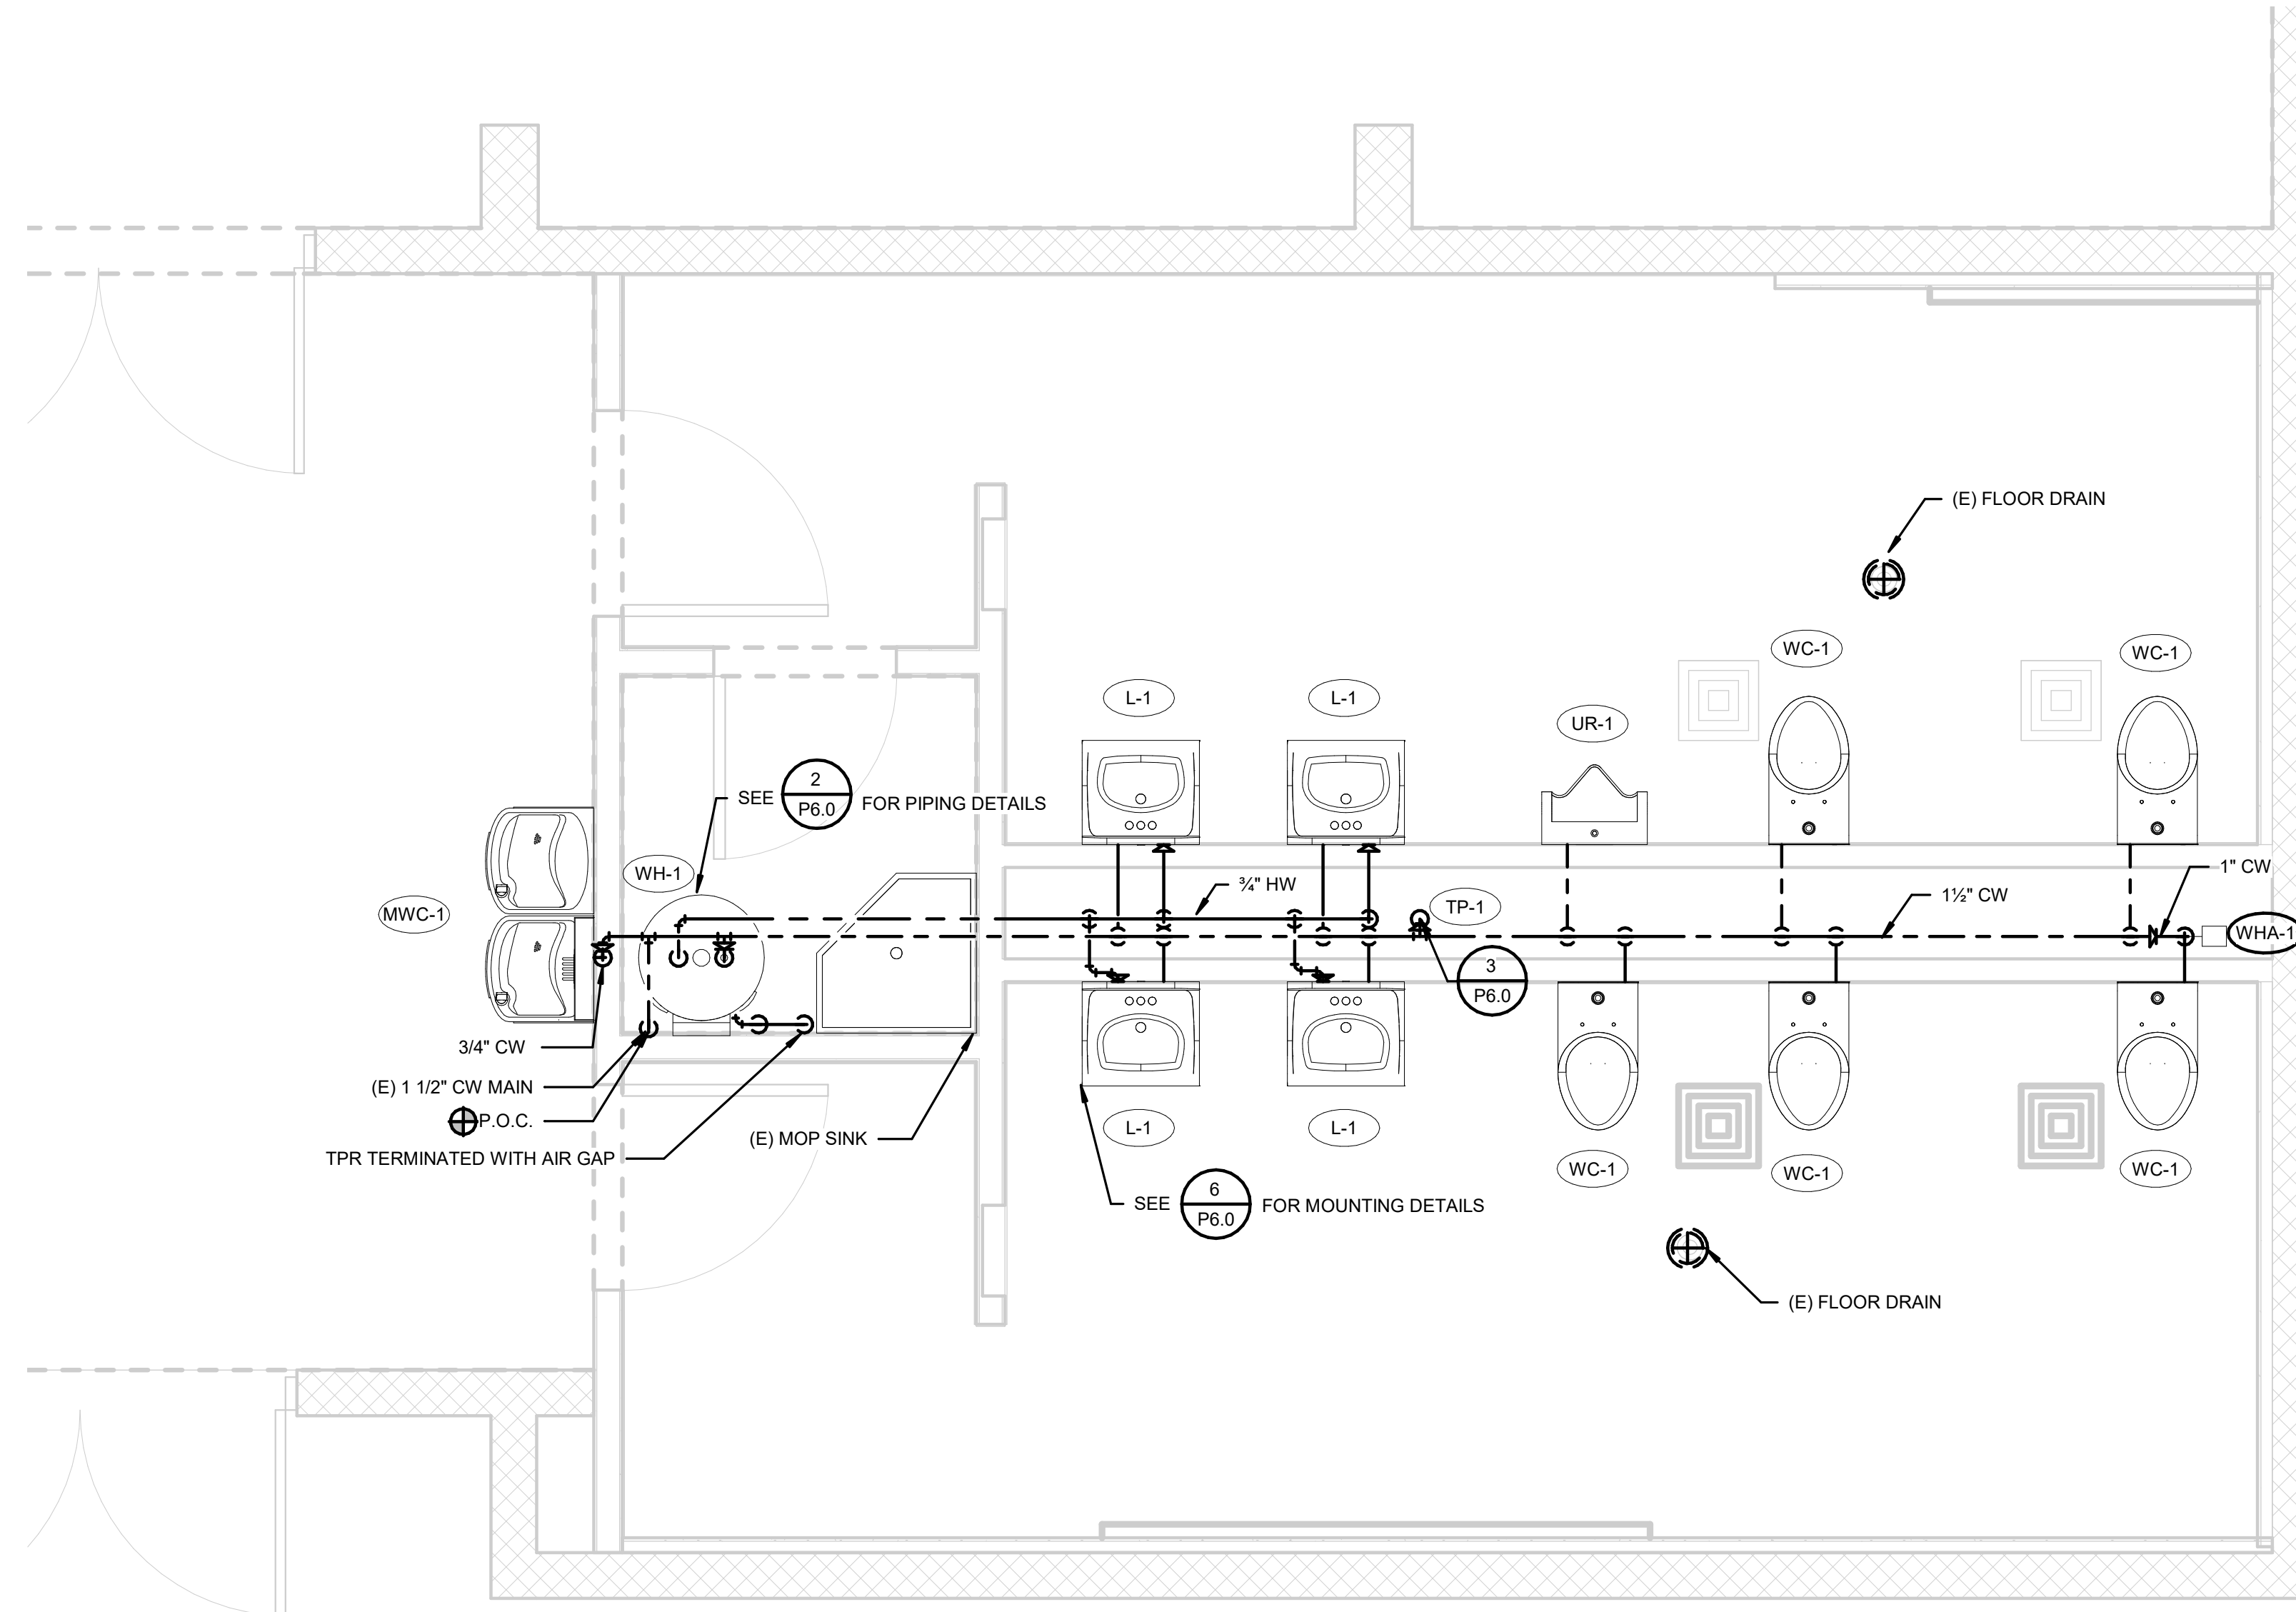 (E) FLOOR DRAIN
WC-1
WC-1
L-1
L-1
UR-1
2
SEE
P6.0
FOR PIPING DETAILS
WH-1
MWC-1
¾" HW
TP-1
1½" CW
1" CW
WHA-1
3
P6.0
3/4" CW
(E) 1 1/2" CW MAIN
P.O.C.
(E) MOP SINK
TPR TERMINATED WITH AIR GAP
L-1
L-1
WC-1
WC-1
WC-1
6
SEE
P6.0
FOR MOUNTING DETAILS
(E) FLOOR DRAIN